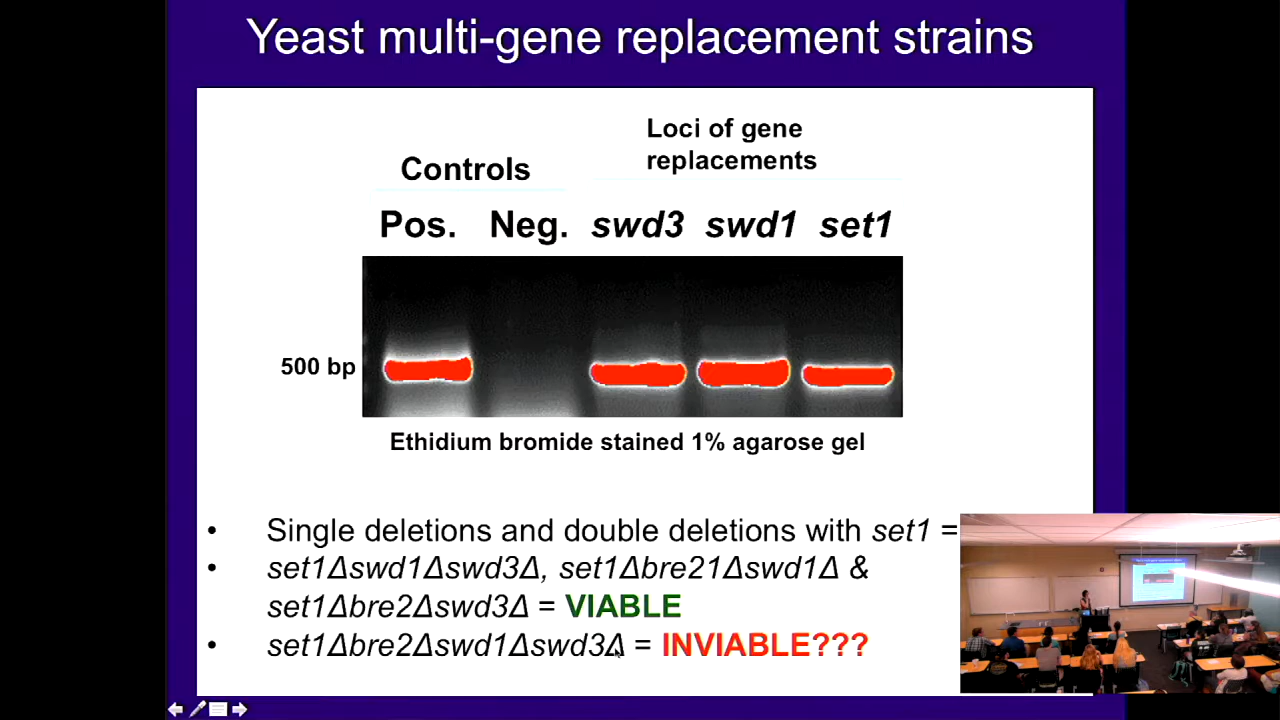 Yeast multi-gene replacement strains
Loci of gene
replacements
Controls
Pos. Neg. swd3 swd1 set1
500 bp
Ethidium bromide stained 1% agarose gel
• Single deletions and double deletions with set1 =
• set1Δswd1Δswd3Δ, set1Δbre21Δswd1Δ &
set1Δbre2Δswd3Δ = VIABLE
• set1Δbre2Δswd1Δswd3Δ = INVIABLE???